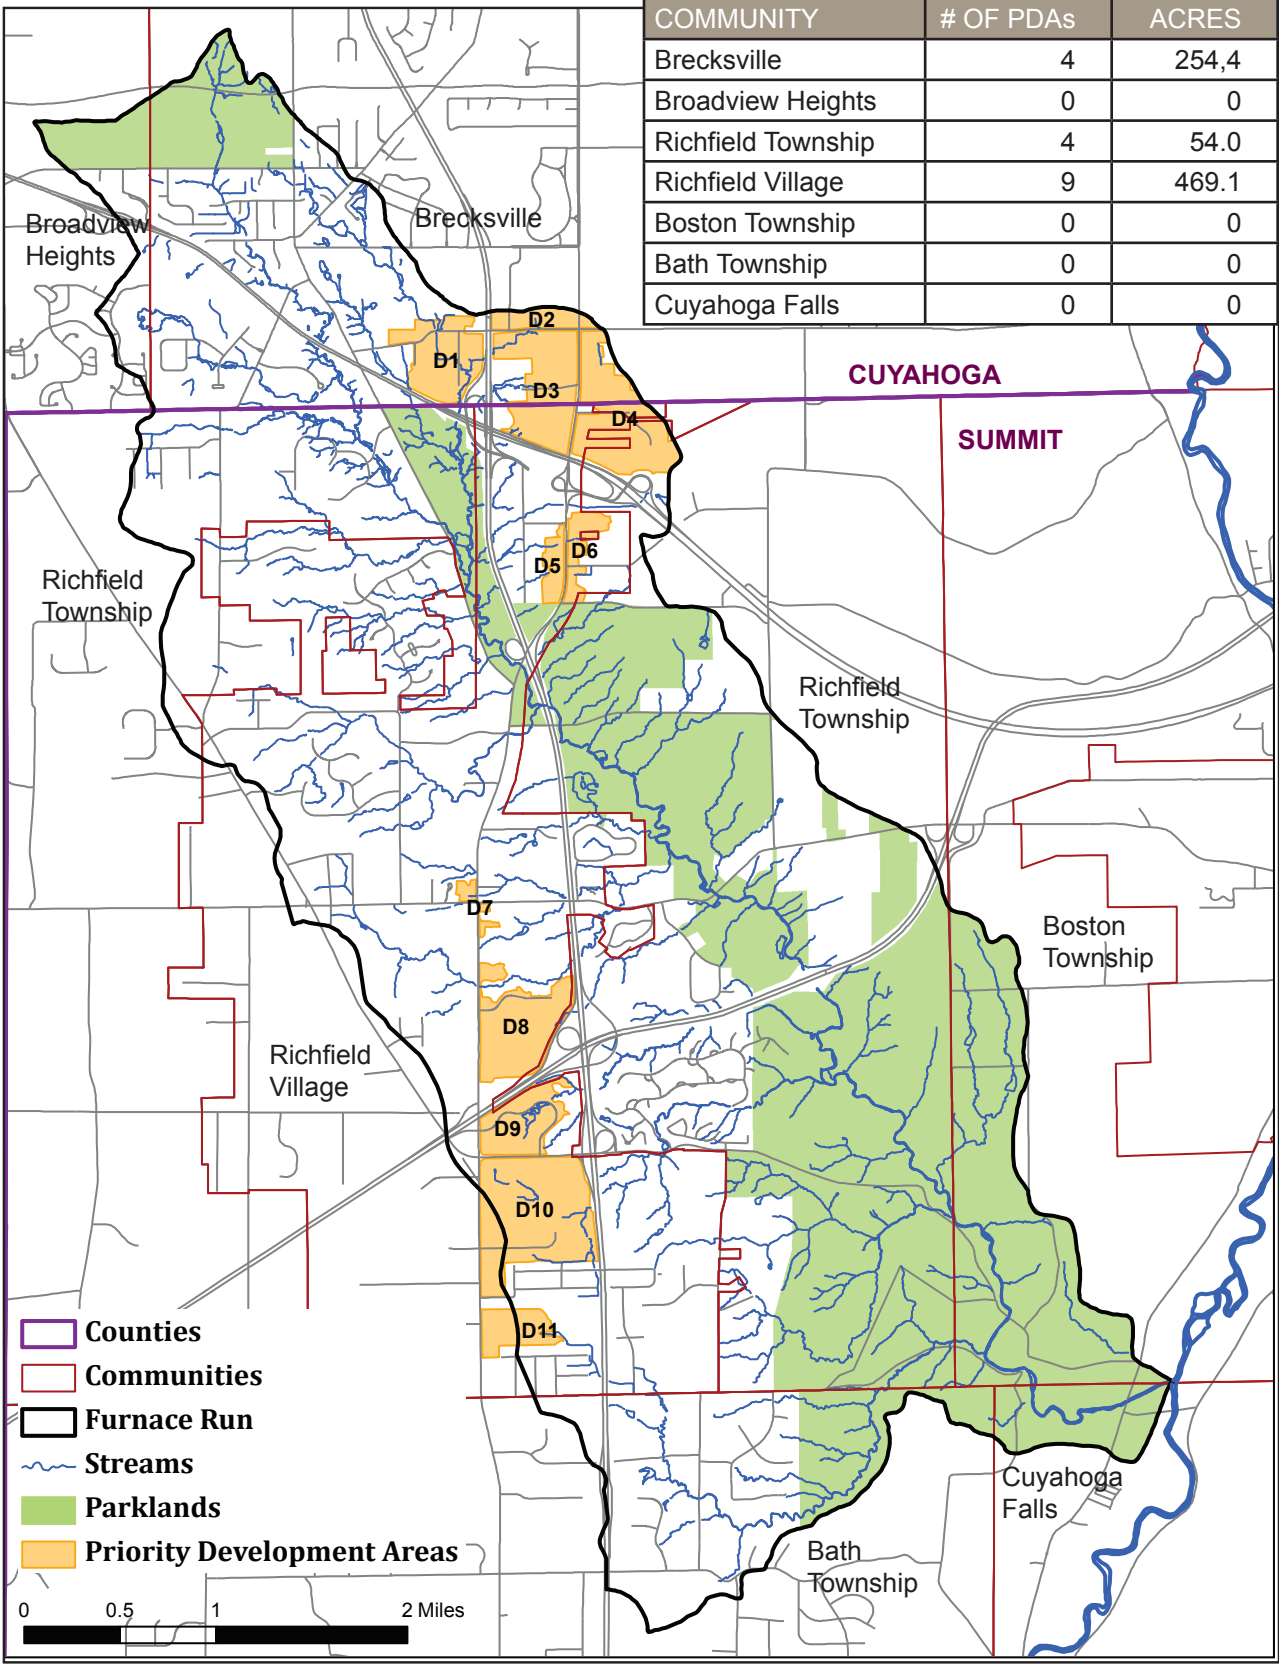 COMMUNITY # OF PDAs ACRES
Brecksville 4 254,4
Broadview Heights 0 0
Richfield Township 4 54.0
Richfield Village 9 469.1
Boston Township 0 0
Bath Township 0 0
Cuyahoga Falls 0 0
Broadview
Heights
Brecksville
D2
D1
D3
D4
CUYAHOGA
SUMMIT
D5
D6
Richfield
Township
Richfield
Township
D7
Boston
Township
D8
Richfield
Village
D9
D10
D11
Counties
Communities
Furnace Run
Streams
Parklands
Priority Development Areas
Cuyahoga
Falls
Bath
Township
0 0.5 1 2 Miles